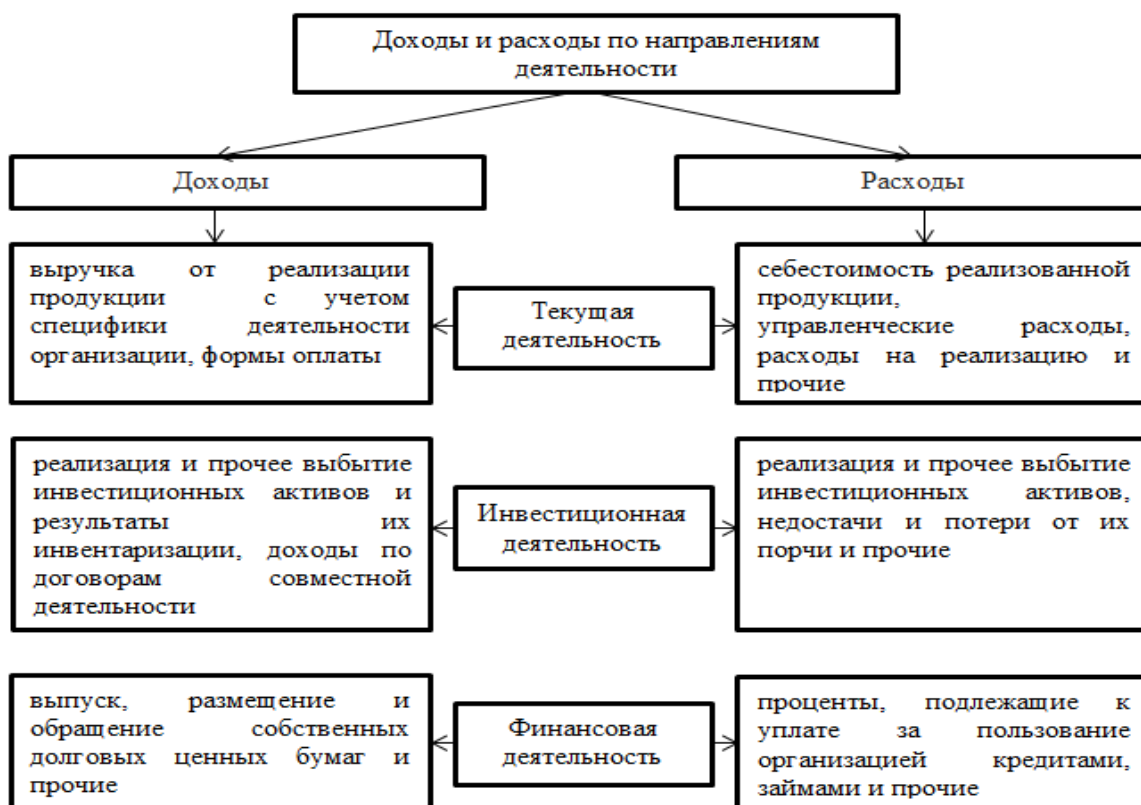 Доходы и расходы по направлениям
деятельности
Доходы
Расходы
выручка от реализации
продукции с учетом
специфики деятельности
организации, формы оплаты
Текущая
деятельность
себестоимость реализованной
продукции,
управленческие расходы,
расходы на реализацию и
прочие
реализация и прочее выбытие
инвестиционных активов и
результаты их
инвентаризации, доходы по
договорам совместной
деятельности
Инвестиционная
деятельность
реализация и прочее выбытие
инвестиционных активов,
недостачи и потери от их
порчи и прочие
выпуск, размещение и
обращение собственных
долговых ценных бумаг и
прочие
Финансовая
деятельность
проценты, подлежащие к
уплате за пользование
организацией кредитами,
займами и прочие